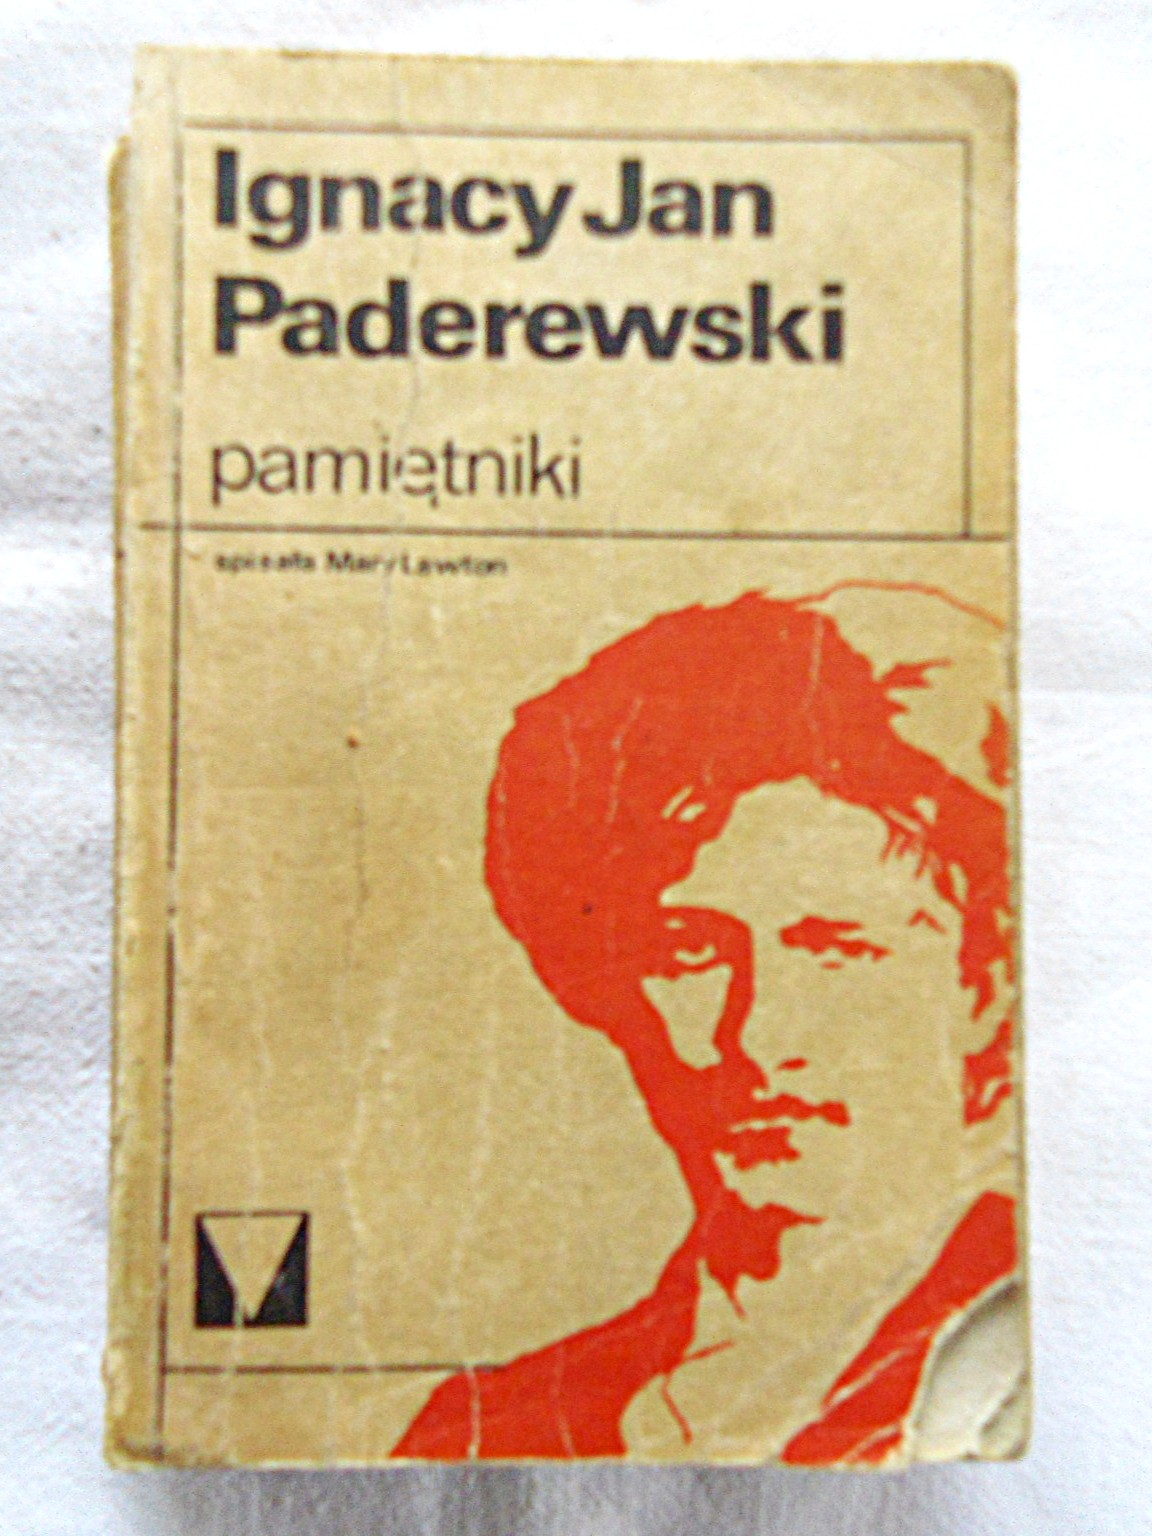 Ignacy Jan
Paderewski
pamiętniki
spisała Mary Lawton